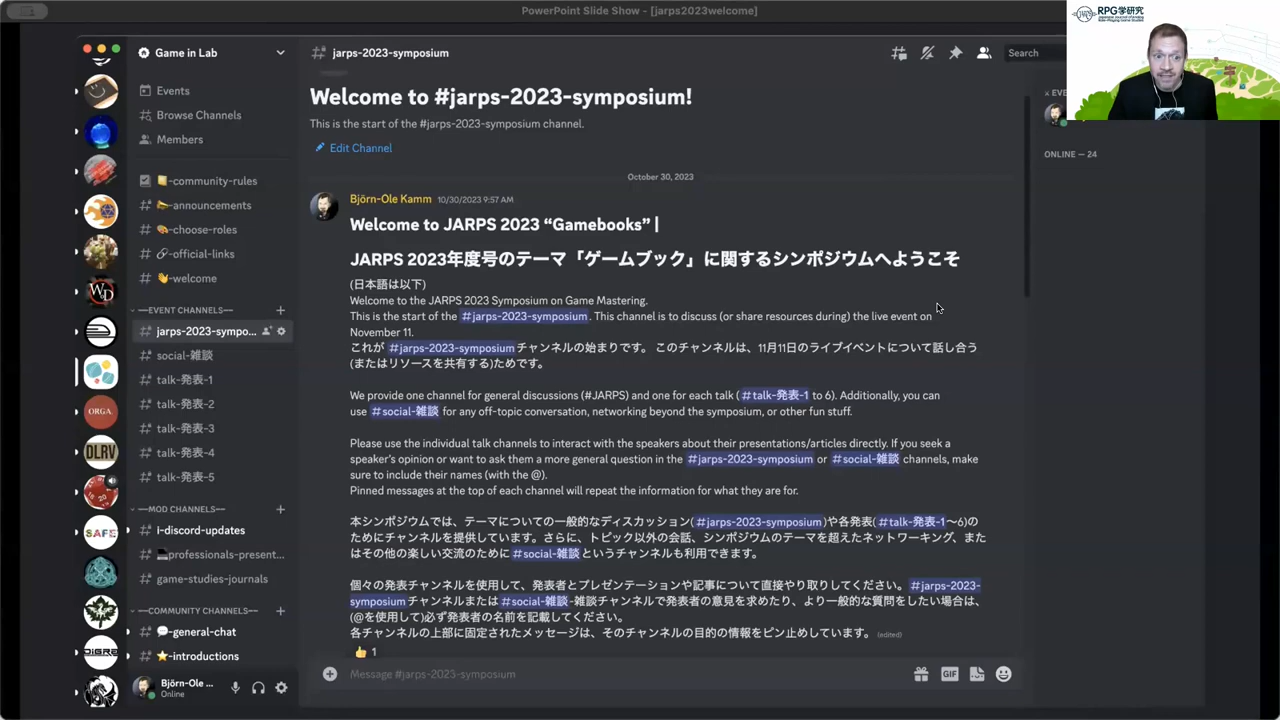 PowerPoint Slide Show - [jarps2023welcome]
RPG学研究
Game in Lab
jarps-2023-symposium
Search
Events
Browse Channels
Members
-community-rules
-announcements
-choose-roles
-official-links
-welcome
—EVENT CHANNELS—
jarps-2023-sympo...
social-雑談
talk-発表-1
talk-発表-2
talk-発表-3
talk-発表-4
talk-発表-5
—MOD CHANNELS—
i-discord-updates
professionals-present...
game-studies-journals
—COMMUNITY CHANNELS—
-general-chat
-introductions
Björn-Ole ...
Online
WD
ORGA.
DLRV
SAFE
DiGRA
Welcome to #jarps-2023-symposium!
This is the start of the #jarps-2023-symposium channel.
Edit Channel
October 30, 2023
Björn-Ole Kamm 10/30/2023 9:57 AM
Welcome to JARPS 2023 “Gamebooks” |
JARPS 2023年度号のテーマ「ゲームブック」に関するシンポジウムへようこそ
(日本語は以下)
Welcome to the JARPS 2023 Symposium on Game Mastering.
This is the start of the #jarps-2023-symposium. This channel is to discuss (or share resources during) the live event on
November 11.
これが #jarps-2023-symposiumチャンネルの始まりです。 このチャンネルは、11月11日のライブイベントについて話し合う
(またはリソースを共有する)ためです。
We provide one channel for general discussions (#JARPS) and one for each talk (#talk-発表-1 to 6). Additionally, you can
use #social-雑談 for any off-topic conversation, networking beyond the symposium, or other fun stuff.
Please use the individual talk channels to interact with the speakers about their presentations/articles directly. If you seek a
speaker's opinion or want to ask them a more general question in the #jarps-2023-symposium or #social-雑談 channels, make
sure to include their names (with the @).
Pinned messages at the top of each channel will repeat the information for what they are for.
本シンポジウムでは、テーマについての一般的なディスカッション(#jarps-2023-symposium)や各発表(#talk-発表-1〜6)の
ためにチャンネルを提供しています。さらに、トピック以外の会話、シンポジウムのテーマを超えたネットワーキング、また
はその他の楽しい交流のために #social-雑談というチャンネルも利用できます。
個々の発表チャンネルを使用して、発表者とプレゼンテーションや記事について直接やり取りしてください。#jarps-2023-
symposiumチャンネルまたは #social-雑談-雑談チャンネルで発表者の意見を求めたり、より一般的な質問をしたい場合は、
(@を使用して)必ず発表者の名前を記載してください。
各チャンネルの上部に固定されたメッセージは、そのチャンネルの目的の情報をピン止めしています。 (edited)
1
Message #jarps-2023-symposium
GIF
ONLINE — 24